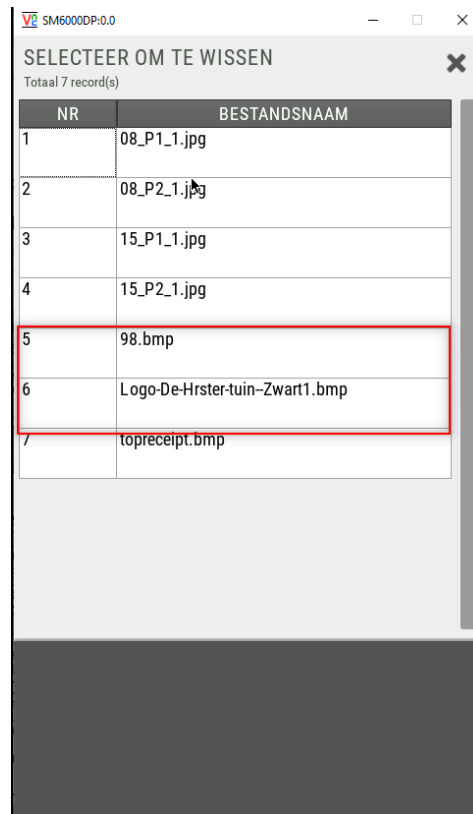 SM6000DP:0.0
SELECTEER OM TE WISSEN
Totaal 7 record(s)
NR BESTANDSNAAM
1 08_P1_1.jpg
2 08_P2_1.jpg
3 15_P1_1.jpg
4 15_P2_1.jpg
5 98.bmp
6 Logo-De-Hrster-tuin--Zwart1.bmp
7 topreceipt.bmp